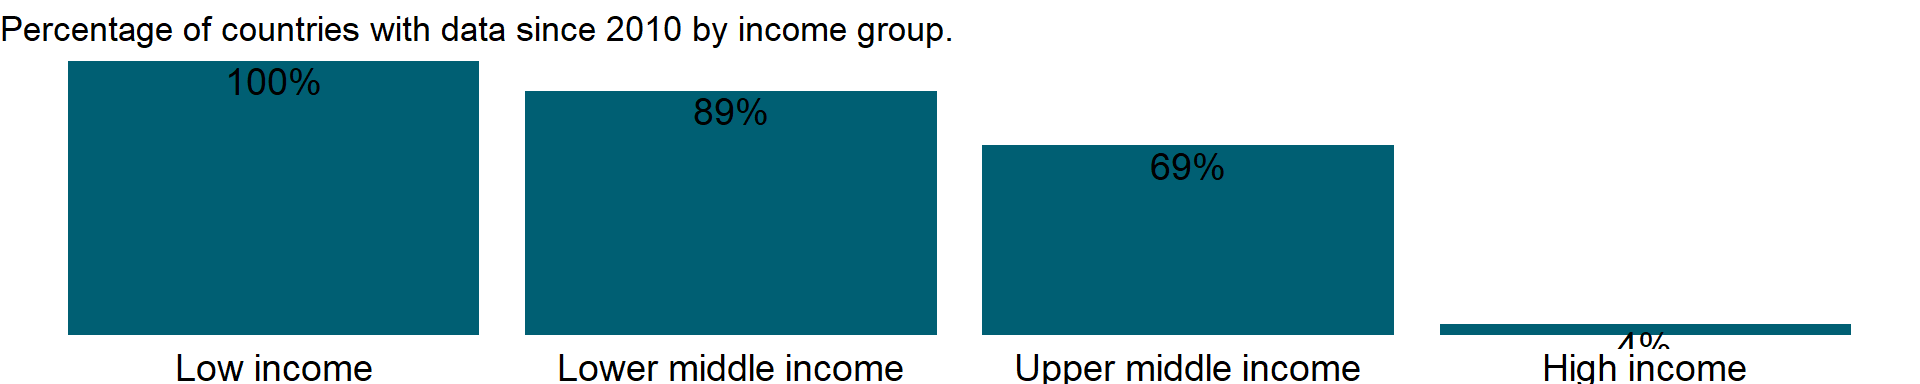 Percentage of countries with data since 2010 by income group.
100%
89%
69%
4%
Low income
Lower middle income
Upper middle income
High income